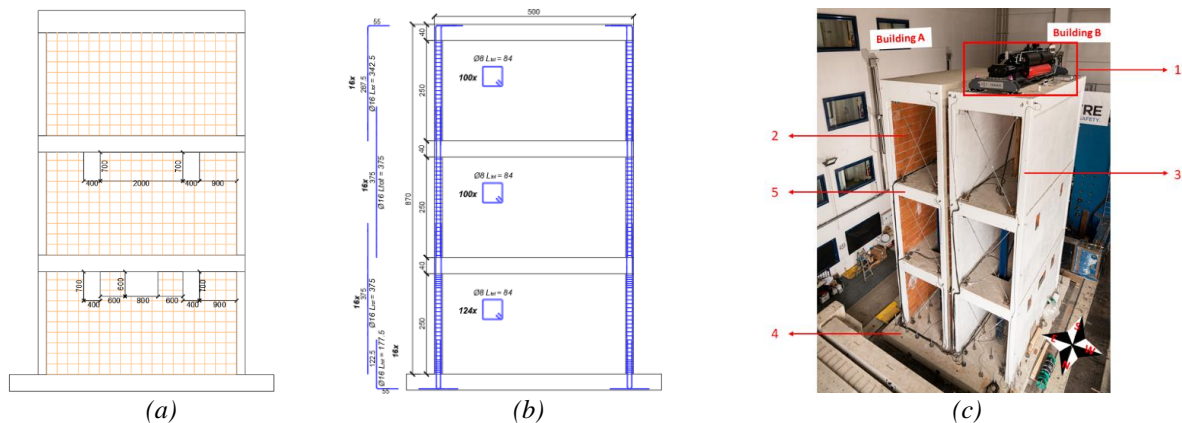 700
400
2000
700
400
900
700
400
600
600
800
600
400
700
900
(a)
55
500
40
16x
267.5
Ø16 Ltot = 342.5
Ø8 Ltot = 84
100x
250
40
16x
375
Ø16 Ltot = 375
870
Ø8 Ltot = 84
100x
250
40
16x
375
Ø16 Ltot = 375
Ø8 Ltot = 84
124x
250
122.5
Ø16 Ltot = 177.5
16x
55
(b)
Building A
Building B
1
2
3
5
4
(c)